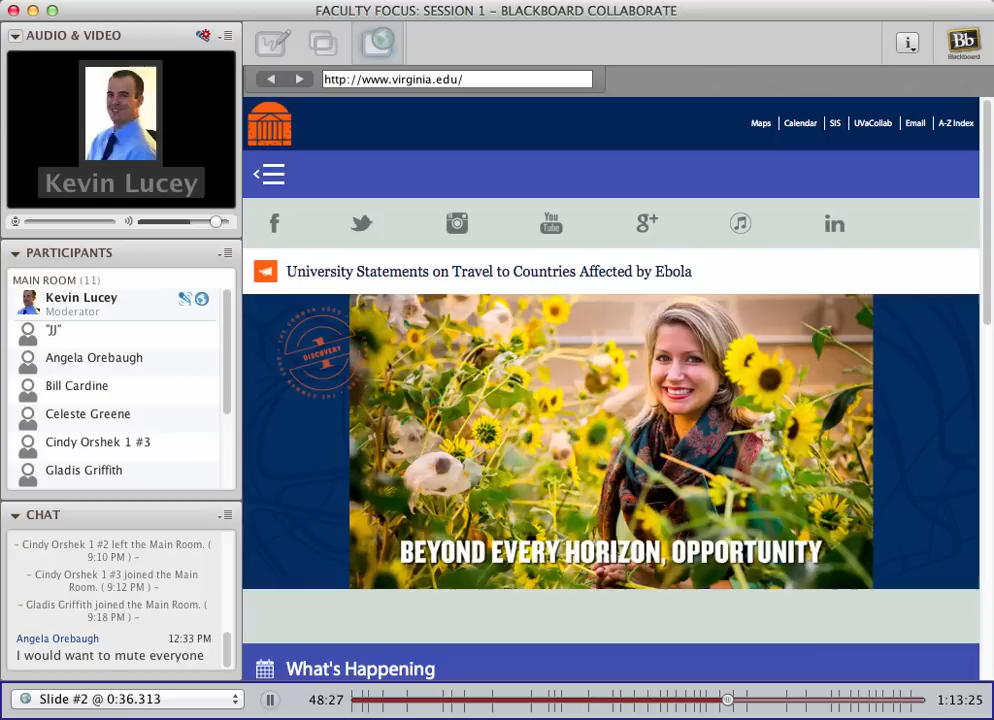 FACULTY FOCUS: SESSION 1 – BLACKBOARD COLLABORATE
AUDIO & VIDEO
Kevin Lucey
PARTICIPANTS
MAIN ROOM (11)
Kevin Lucey
Moderator
"JJ"
Angela Orebaugh
Bill Cardine
Celeste Greene
Cindy Orshek 1 #3
Gladis Griffith
CHAT
– Cindy Orshek 1 #2 left the Main Room. (
9:10 PM ) –
– Cindy Orshek 1 #3 joined the Main
Room. ( 9:12 PM ) –
– Gladis Griffith joined the Main Room. (
9:18 PM ) –
Angela Orebaugh 12:33 PM
I would want to mute everyone
i
Bb
Blackboard
http://www.virginia.edu/
Maps Calendar SIS UVaCollab Email A-Z Index
f You Tube g+ in
University Statements on Travel to Countries Affected by Ebola
DISCOVERY
BEYOND EVERY HORIZON, OPPORTUNITY
What's Happening
Slide #2 @ 0:36.313
48:27
1:13:25